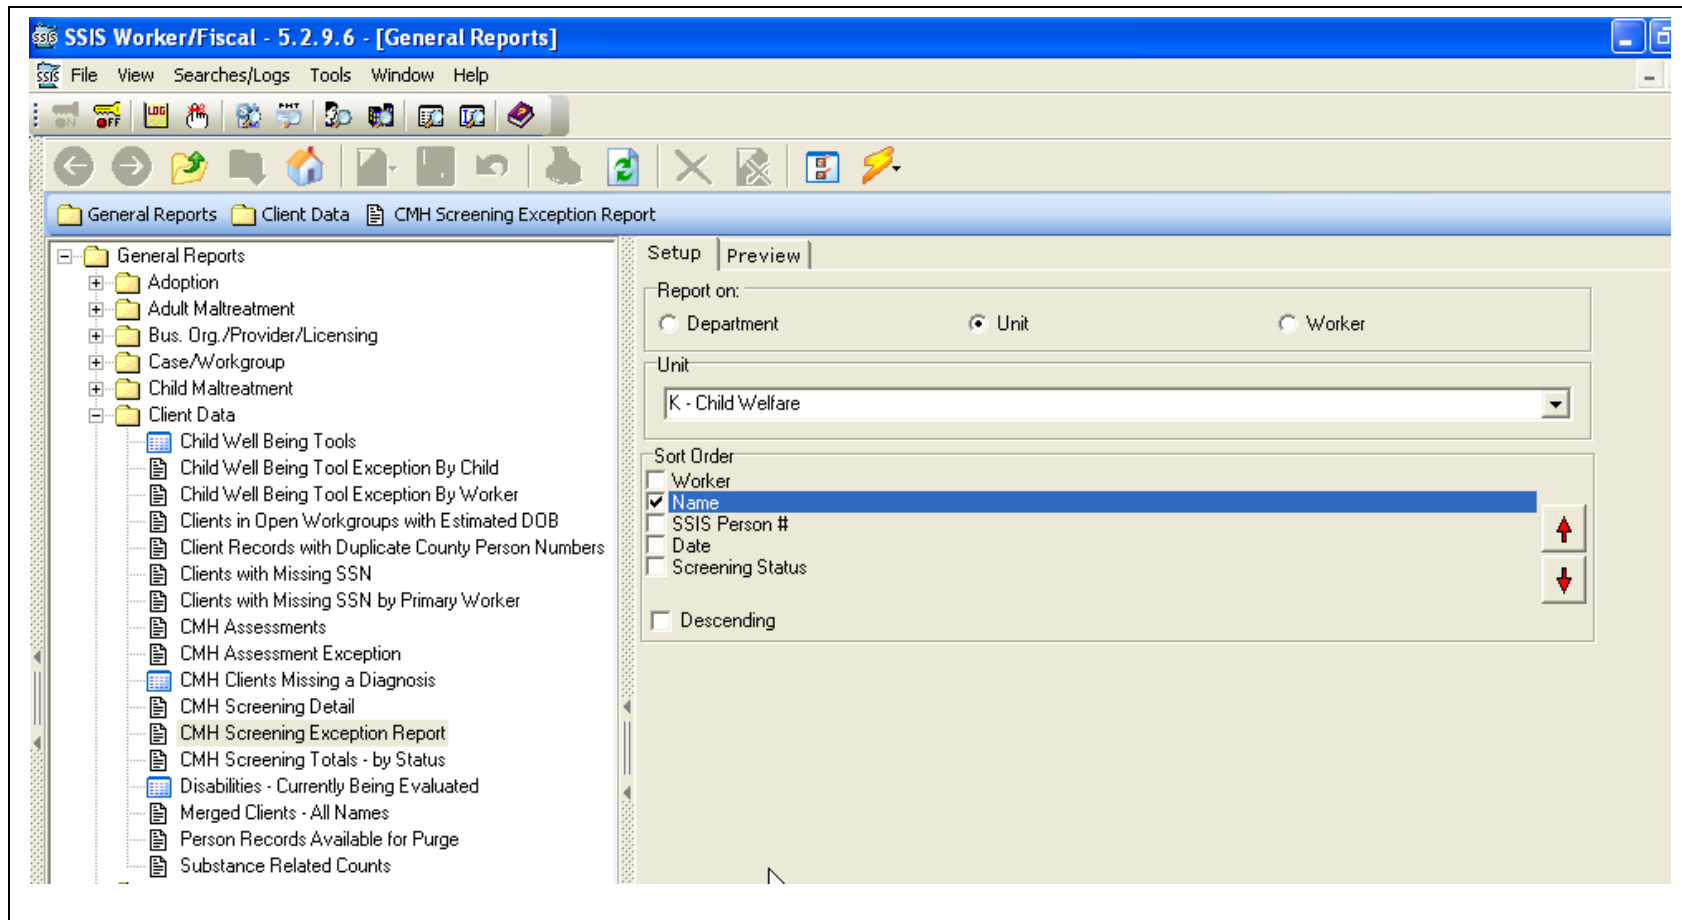 SSIS Worker/Fiscal - 5.2.9.6 - [General Reports]
File View Searches/Logs Tools Window Help
ON OFF LOG PMT
General Reports Client Data CMH Screening Exception Report
General Reports
Adoption
Adult Maltreatment
Bus. Org./Provider/Licensing
Case/Workgroup
Child Maltreatment
Client Data
Child Well Being Tools
Child Well Being Tool Exception By Child
Child Well Being Tool Exception By Worker
Clients in Open Workgroups with Estimated DOB
Client Records with Duplicate County Person Numbers
Clients with Missing SSN
Clients with Missing SSN by Primary Worker
CMH Assessments
CMH Assessment Exception
CMH Clients Missing a Diagnosis
CMH Screening Detail
CMH Screening Exception Report
CMH Screening Totals - by Status
Disabilities - Currently Being Evaluated
Merged Clients - All Names
Person Records Available for Purge
Substance Related Counts
Setup Preview
Report on:
Department Unit Worker
Unit
K - Child Welfare
Sort Order
Worker
Name
SSIS Person #
Date
Screening Status
Descending